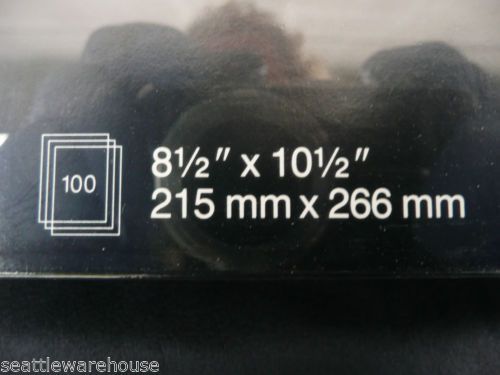 100
8½" x 10½"
215 mm x 266 mm
seattlewarehouse